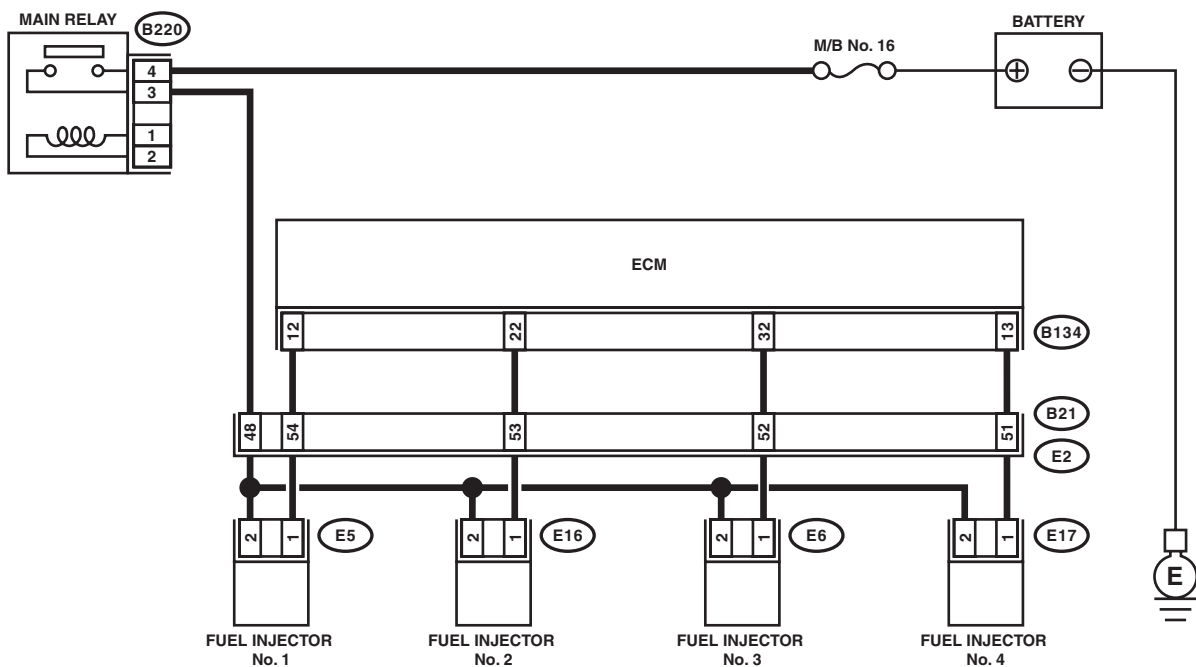 MAIN RELAY
B220
BATTERY
M/B No. 16
4
3
1
2
ECM
12
22
32
13
B134
48
54
53
52
51
B21
E2
2
1
E5
2
1
E16
2
1
E6
2
1
E17
E
FUEL INJECTOR
No. 1
FUEL INJECTOR
No. 2
FUEL INJECTOR
No. 3
FUEL INJECTOR
No. 4